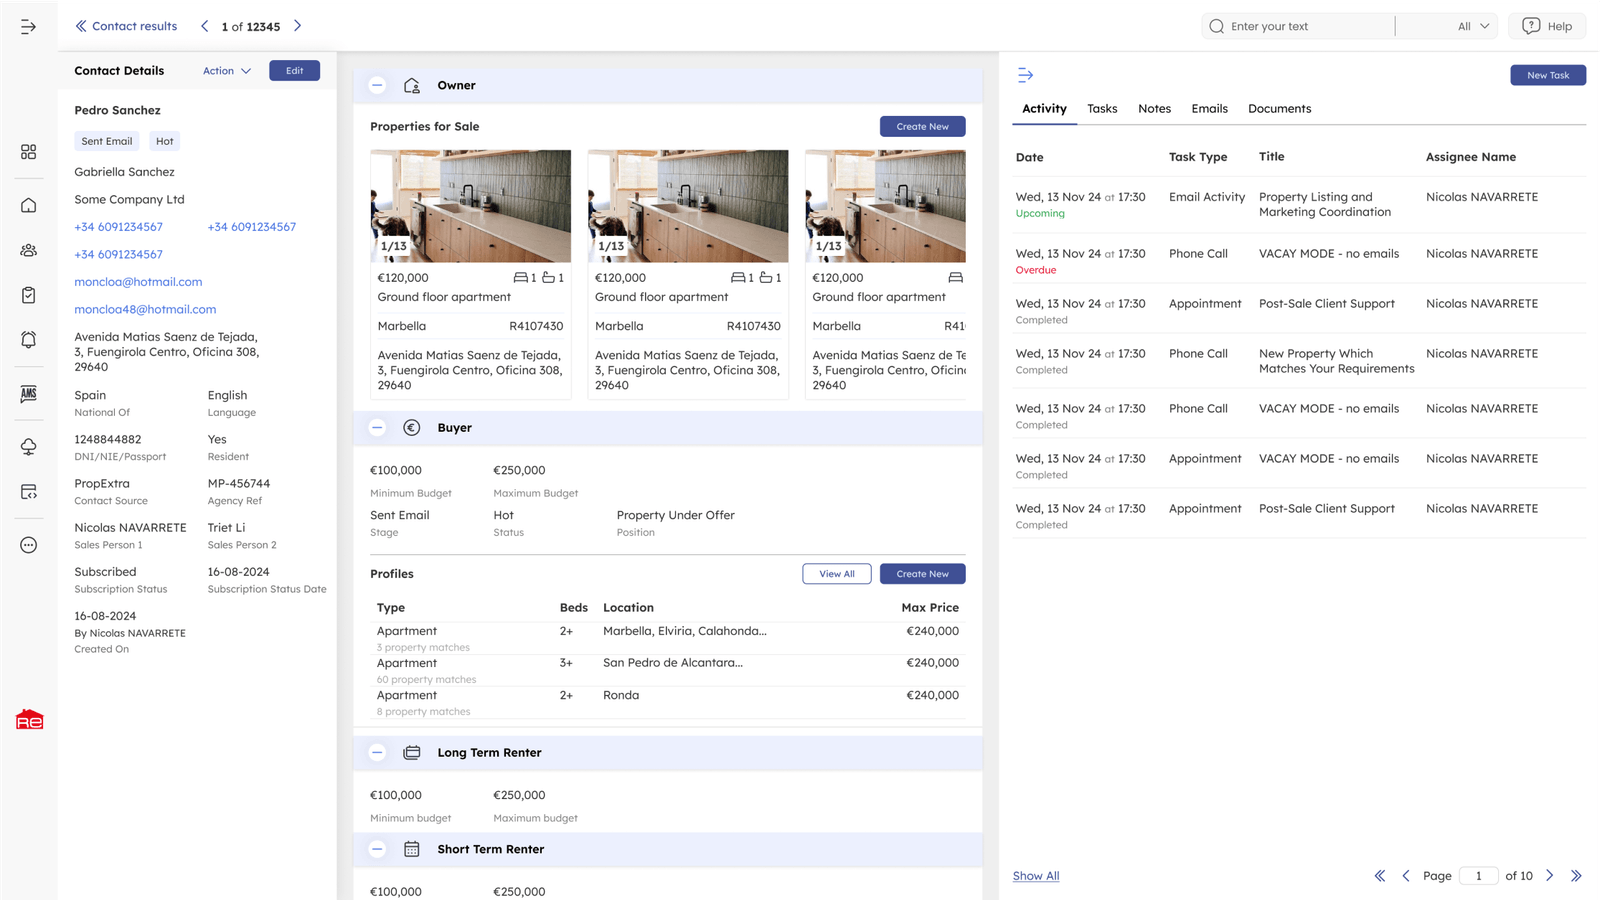 Contact results
1 of 12345
Enter your text
All
Help
Contact Details
Action
Edit
Pedro Sanchez
Sent Email
Hot
Gabriella Sanchez
Some Company Ltd
+34 6091234567
+34 6091234567
+34 6091234567
moncloa@hotmail.com
moncloa48@hotmail.com
Avenida Matias Saenz de Tejada,
3, Fuengirola Centro, Oficina 308,
29640
Spain
English
National Of
Language
1248844882
Yes
DNI/NIE/Passport
Resident
PropExtra
MP-456744
Contact Source
Agency Ref
Nicolas NAVARRETE
Triet Li
Sales Person 1
Sales Person 2
Subscribed
16-08-2024
Subscription Status
Subscription Status Date
16-08-2024
By Nicolas NAVARRETE
Created On
AMS
RE
Owner
Properties for Sale
Create New
1/13
1/13
1/13
€120,000
1
1
€120,000
1
1
€120,000
Ground floor apartment
Ground floor apartment
Ground floor apartment
Marbella
R4107430
Marbella
R4107430
Marbella
R410
Avenida Matias Saenz de Tejada,
3, Fuengirola Centro, Oficina 308,
29640
Avenida Matias Saenz de Tejada,
3, Fuengirola Centro, Oficina 308,
29640
Avenida Matias Saenz de Te
3, Fuengirola Centro, Oficin
29640
Buyer
€100,000
€250,000
Minimum Budget
Maximum Budget
Sent Email
Hot
Property Under Offer
Stage
Status
Position
Profiles
View All
Create New
Type
Beds
Location
Max Price
Apartment
2+
Marbella, Elviria, Calahonda...
€240,000
3 property matches
Apartment
3+
San Pedro de Alcantara...
€240,000
60 property matches
Apartment
2+
Ronda
€240,000
8 property matches
Long Term Renter
€100,000
€250,000
Minimum budget
Maximum budget
Short Term Renter
€100,000
€250,000
New Task
Activity
Tasks
Notes
Emails
Documents
Date
Task Type
Title
Assignee Name
Wed, 13 Nov 24 at 17:30
Email Activity
Property Listing and
Marketing Coordination
Nicolas NAVARRETE
Upcoming
Wed, 13 Nov 24 at 17:30
Phone Call
VACAY MODE - no emails
Nicolas NAVARRETE
Overdue
Wed, 13 Nov 24 at 17:30
Appointment
Post-Sale Client Support
Nicolas NAVARRETE
Completed
Wed, 13 Nov 24 at 17:30
Phone Call
New Property Which
Matches Your Requirements
Nicolas NAVARRETE
Completed
Wed, 13 Nov 24 at 17:30
Phone Call
VACAY MODE - no emails
Nicolas NAVARRETE
Completed
Wed, 13 Nov 24 at 17:30
Appointment
VACAY MODE - no emails
Nicolas NAVARRETE
Completed
Wed, 13 Nov 24 at 17:30
Appointment
Post-Sale Client Support
Nicolas NAVARRETE
Completed
Show All
Page 1 of 10